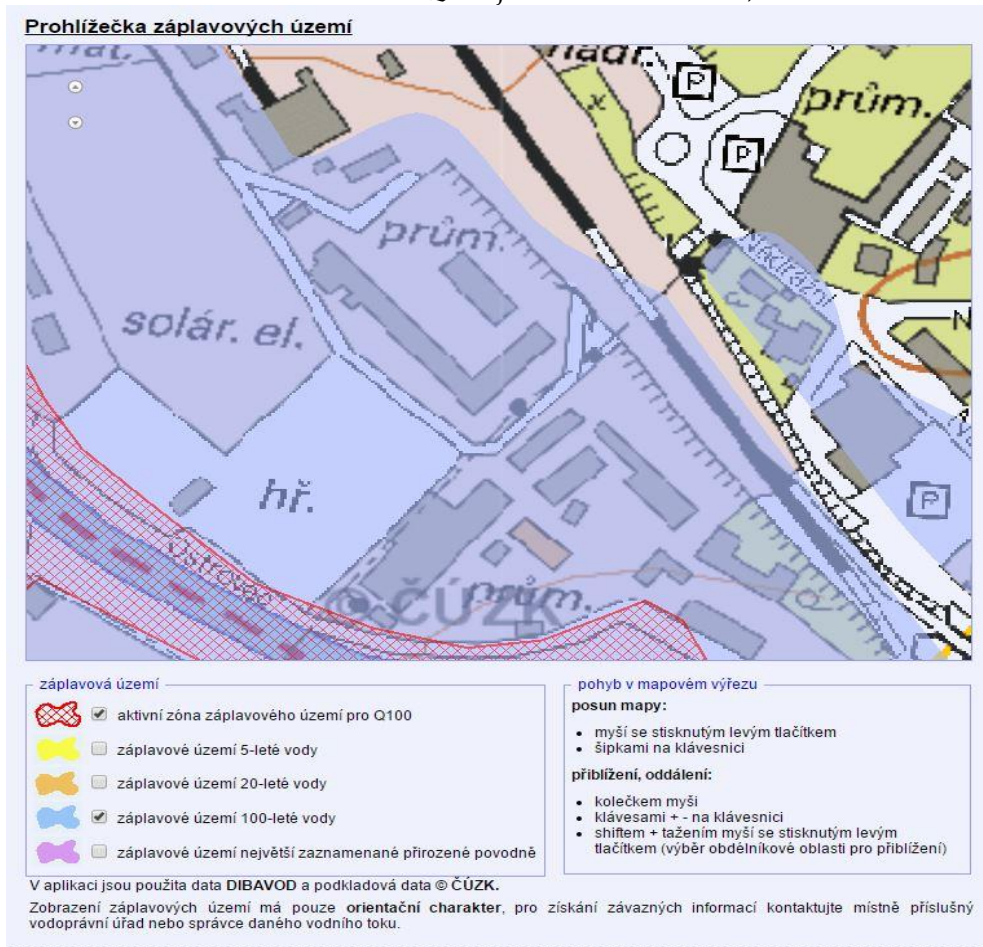 Prohlížečka záplavových území
nádr.
P
prům.
P
Nádražní
prům.
solár. el.
N
P
hř.
Ostrovec
© ČÚZK
prům.
záplavová území
aktivní zóna záplavového území pro Q100
záplavové území 5-leté vody
záplavové území 20-leté vody
záplavové území 100-leté vody
záplavové území největší zaznamenané přirozené povodně
pohyb v mapovém výřezu
posun mapy:
• myší se stisknutým levým tlačítkem
• šipkami na klávesnici
přiblížení, oddálení:
• kolečkem myši
• klávesami + - na klávesnici
• shiftem + tažením myší se stisknutým levým
tlačítkem (výběr obdélníkové oblasti pro přiblížení)
V aplikaci jsou použita data DIBAVOD a podkladová data © ČÚZK.
Zobrazení záplavových území má pouze orientační charakter, pro získání závazných informací kontaktujte místně příslušný
vodoprávní úřad nebo správce daného vodního toku.